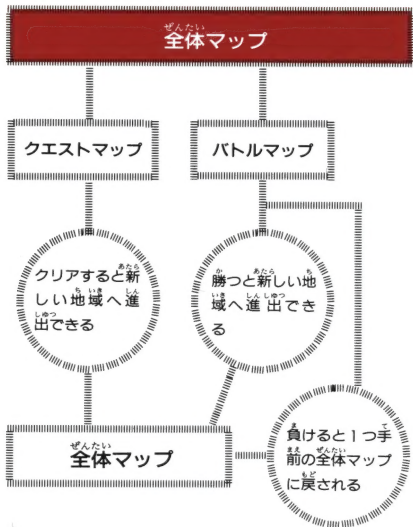 ぜんたい
全体マップ
クエストマップ
バトルマップ
あたら
クリアすると新
ち いき しん
しい地域へ進
しゅつ
出できる
か あたら ち
勝つと新しい地
いき しん しゅつ
域へ進出でき
る
ぜんたい
全体マップ
ま て
負けると1つ手
まえ ぜんたい
前の全体マップ
もど
に戻される